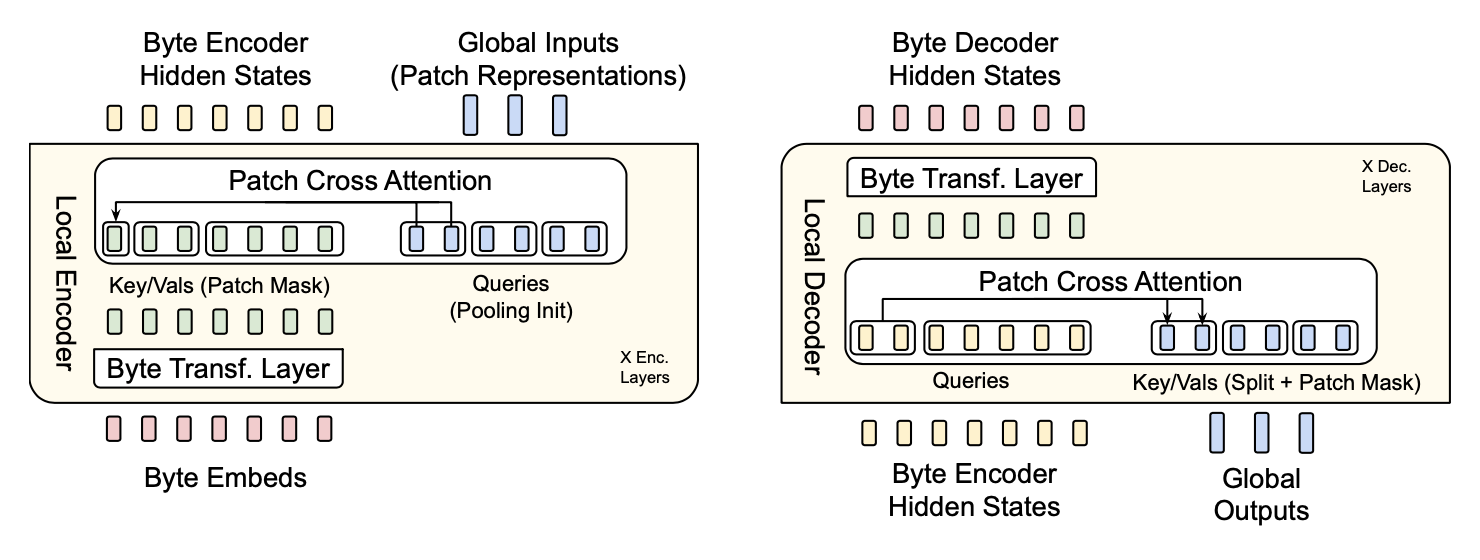 Byte Encoder
Hidden States
Global Inputs
(Patch Representations)
Local Encoder
Patch Cross Attention
Key/Vals (Patch Mask)
Queries
(Pooling Init)
Byte Transf. Layer
X Enc.
Layers
Byte Embeds
Byte Decoder
Hidden States
Local Decoder
Byte Transf. Layer
X Dec.
Layers
Patch Cross Attention
Queries
Key/Vals (Split + Patch Mask)
Byte Encoder
Hidden States
Global
Outputs